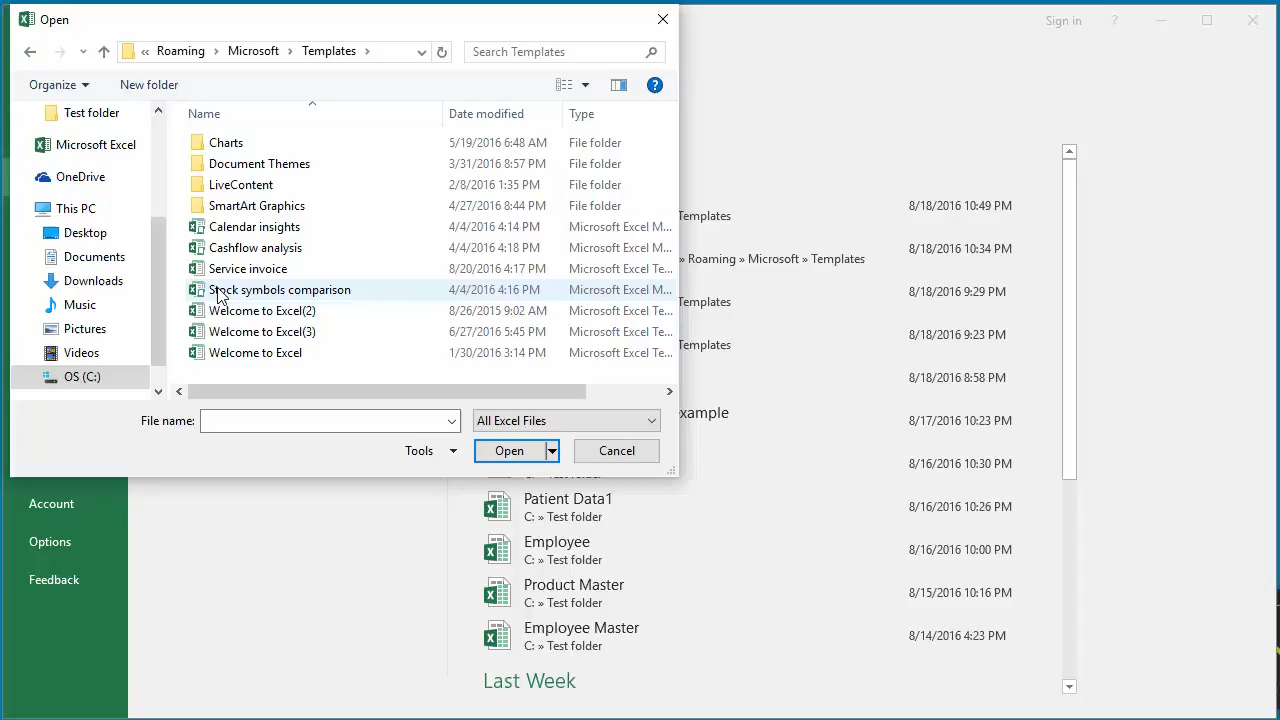 Open
Sign in ?
« Roaming > Microsoft > Templates >
Search Templates
Organize
New folder
Test folder
Microsoft Excel
OneDrive
This PC
Desktop
Documents
Downloads
Music
Pictures
Videos
OS (C:)
Name Date modified Type
Charts 5/19/2016 6:48 AM File folder
Document Themes 3/31/2016 8:57 PM File folder
LiveContent 2/8/2016 1:35 PM File folder
SmartArt Graphics 4/27/2016 8:44 PM File folder
Calendar insights 4/4/2016 4:14 PM Microsoft Excel M...
Cashflow analysis 4/4/2016 4:18 PM Microsoft Excel M...
Service invoice 8/20/2016 4:17 PM Microsoft Excel Te...
Stock symbols comparison 4/4/2016 4:16 PM Microsoft Excel M...
Welcome to Excel(2) 8/26/2015 9:02 AM Microsoft Excel Te...
Welcome to Excel(3) 6/27/2016 5:45 PM Microsoft Excel Te...
Welcome to Excel 1/30/2016 3:14 PM Microsoft Excel Te...
File name:
All Excel Files
Tools
Open
Cancel
Account
Options
Feedback
8/18/2016 10:49 PM
Templates
8/18/2016 10:34 PM
» Roaming » Microsoft » Templates
8/18/2016 9:29 PM
Templates
8/18/2016 9:23 PM
Templates
8/18/2016 8:58 PM
xample
8/17/2016 10:23 PM
8/16/2016 10:30 PM
Patient Data1
C: » Test folder
8/16/2016 10:26 PM
Employee
C: » Test folder
8/16/2016 10:00 PM
Product Master
C: » Test folder
8/15/2016 10:16 PM
Employee Master
C: » Test folder
8/14/2016 4:23 PM
Last Week